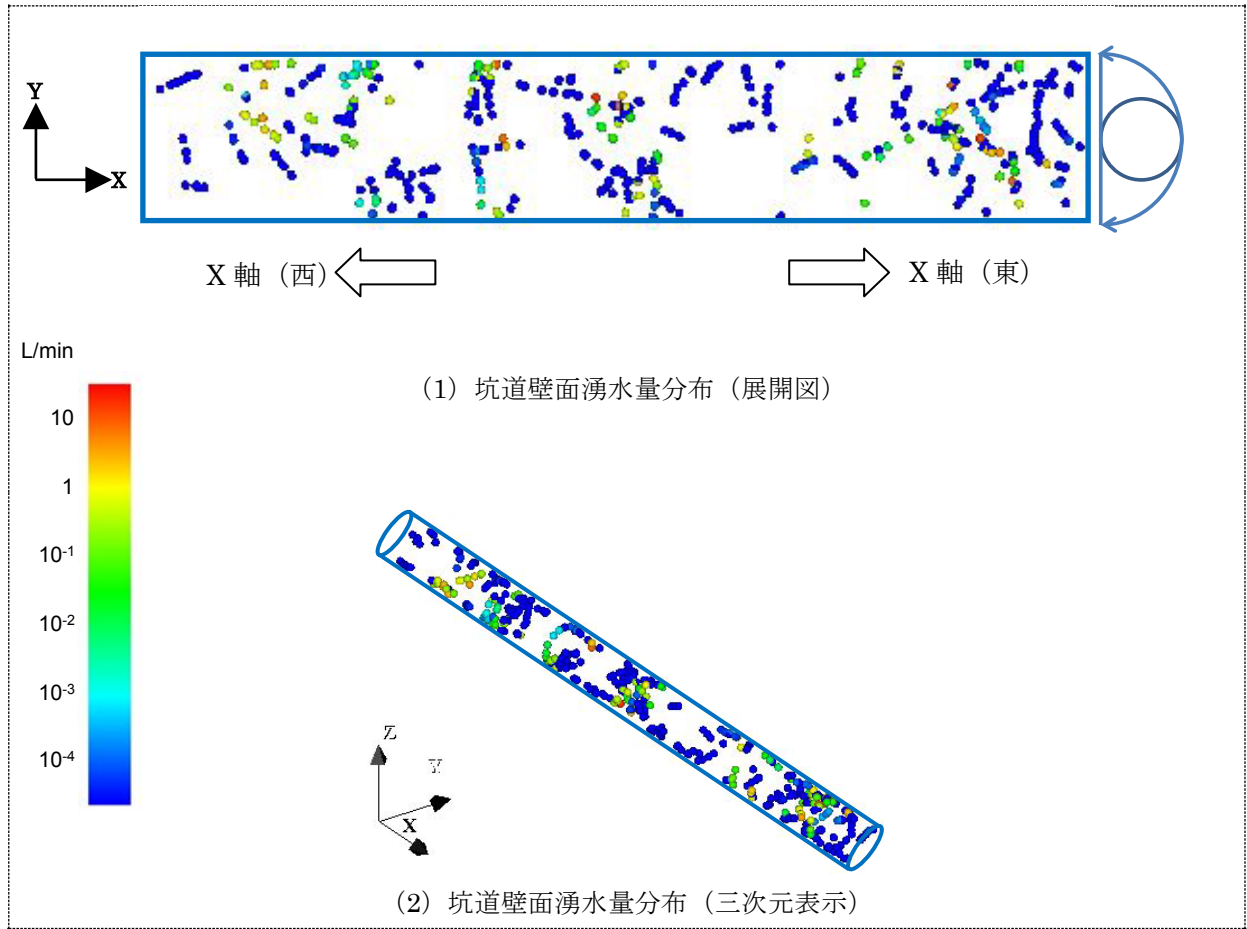 Y
X
X 軸（西）
X 軸（東）
（1）坑道壁面湧水量分布（展開図）
L/min
10
1
10-1
10-2
10-3
10-4
Z
Y
X
（2）坑道壁面湧水量分布（三次元表示）